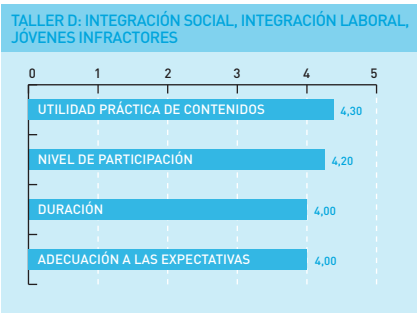 TALLER D: INTEGRACIÓN SOCIAL, INTEGRACIÓN LABORAL,
JÓVENES INFRACTORES
0 1 2 3 4 5
UTILIDAD PRÁCTICA DE CONTENIDOS 4,30
NIVEL DE PARTICIPACIÓN 4,20
DURACIÓN 4,00
ADECUACIÓN A LAS EXPECTATIVAS 4,00